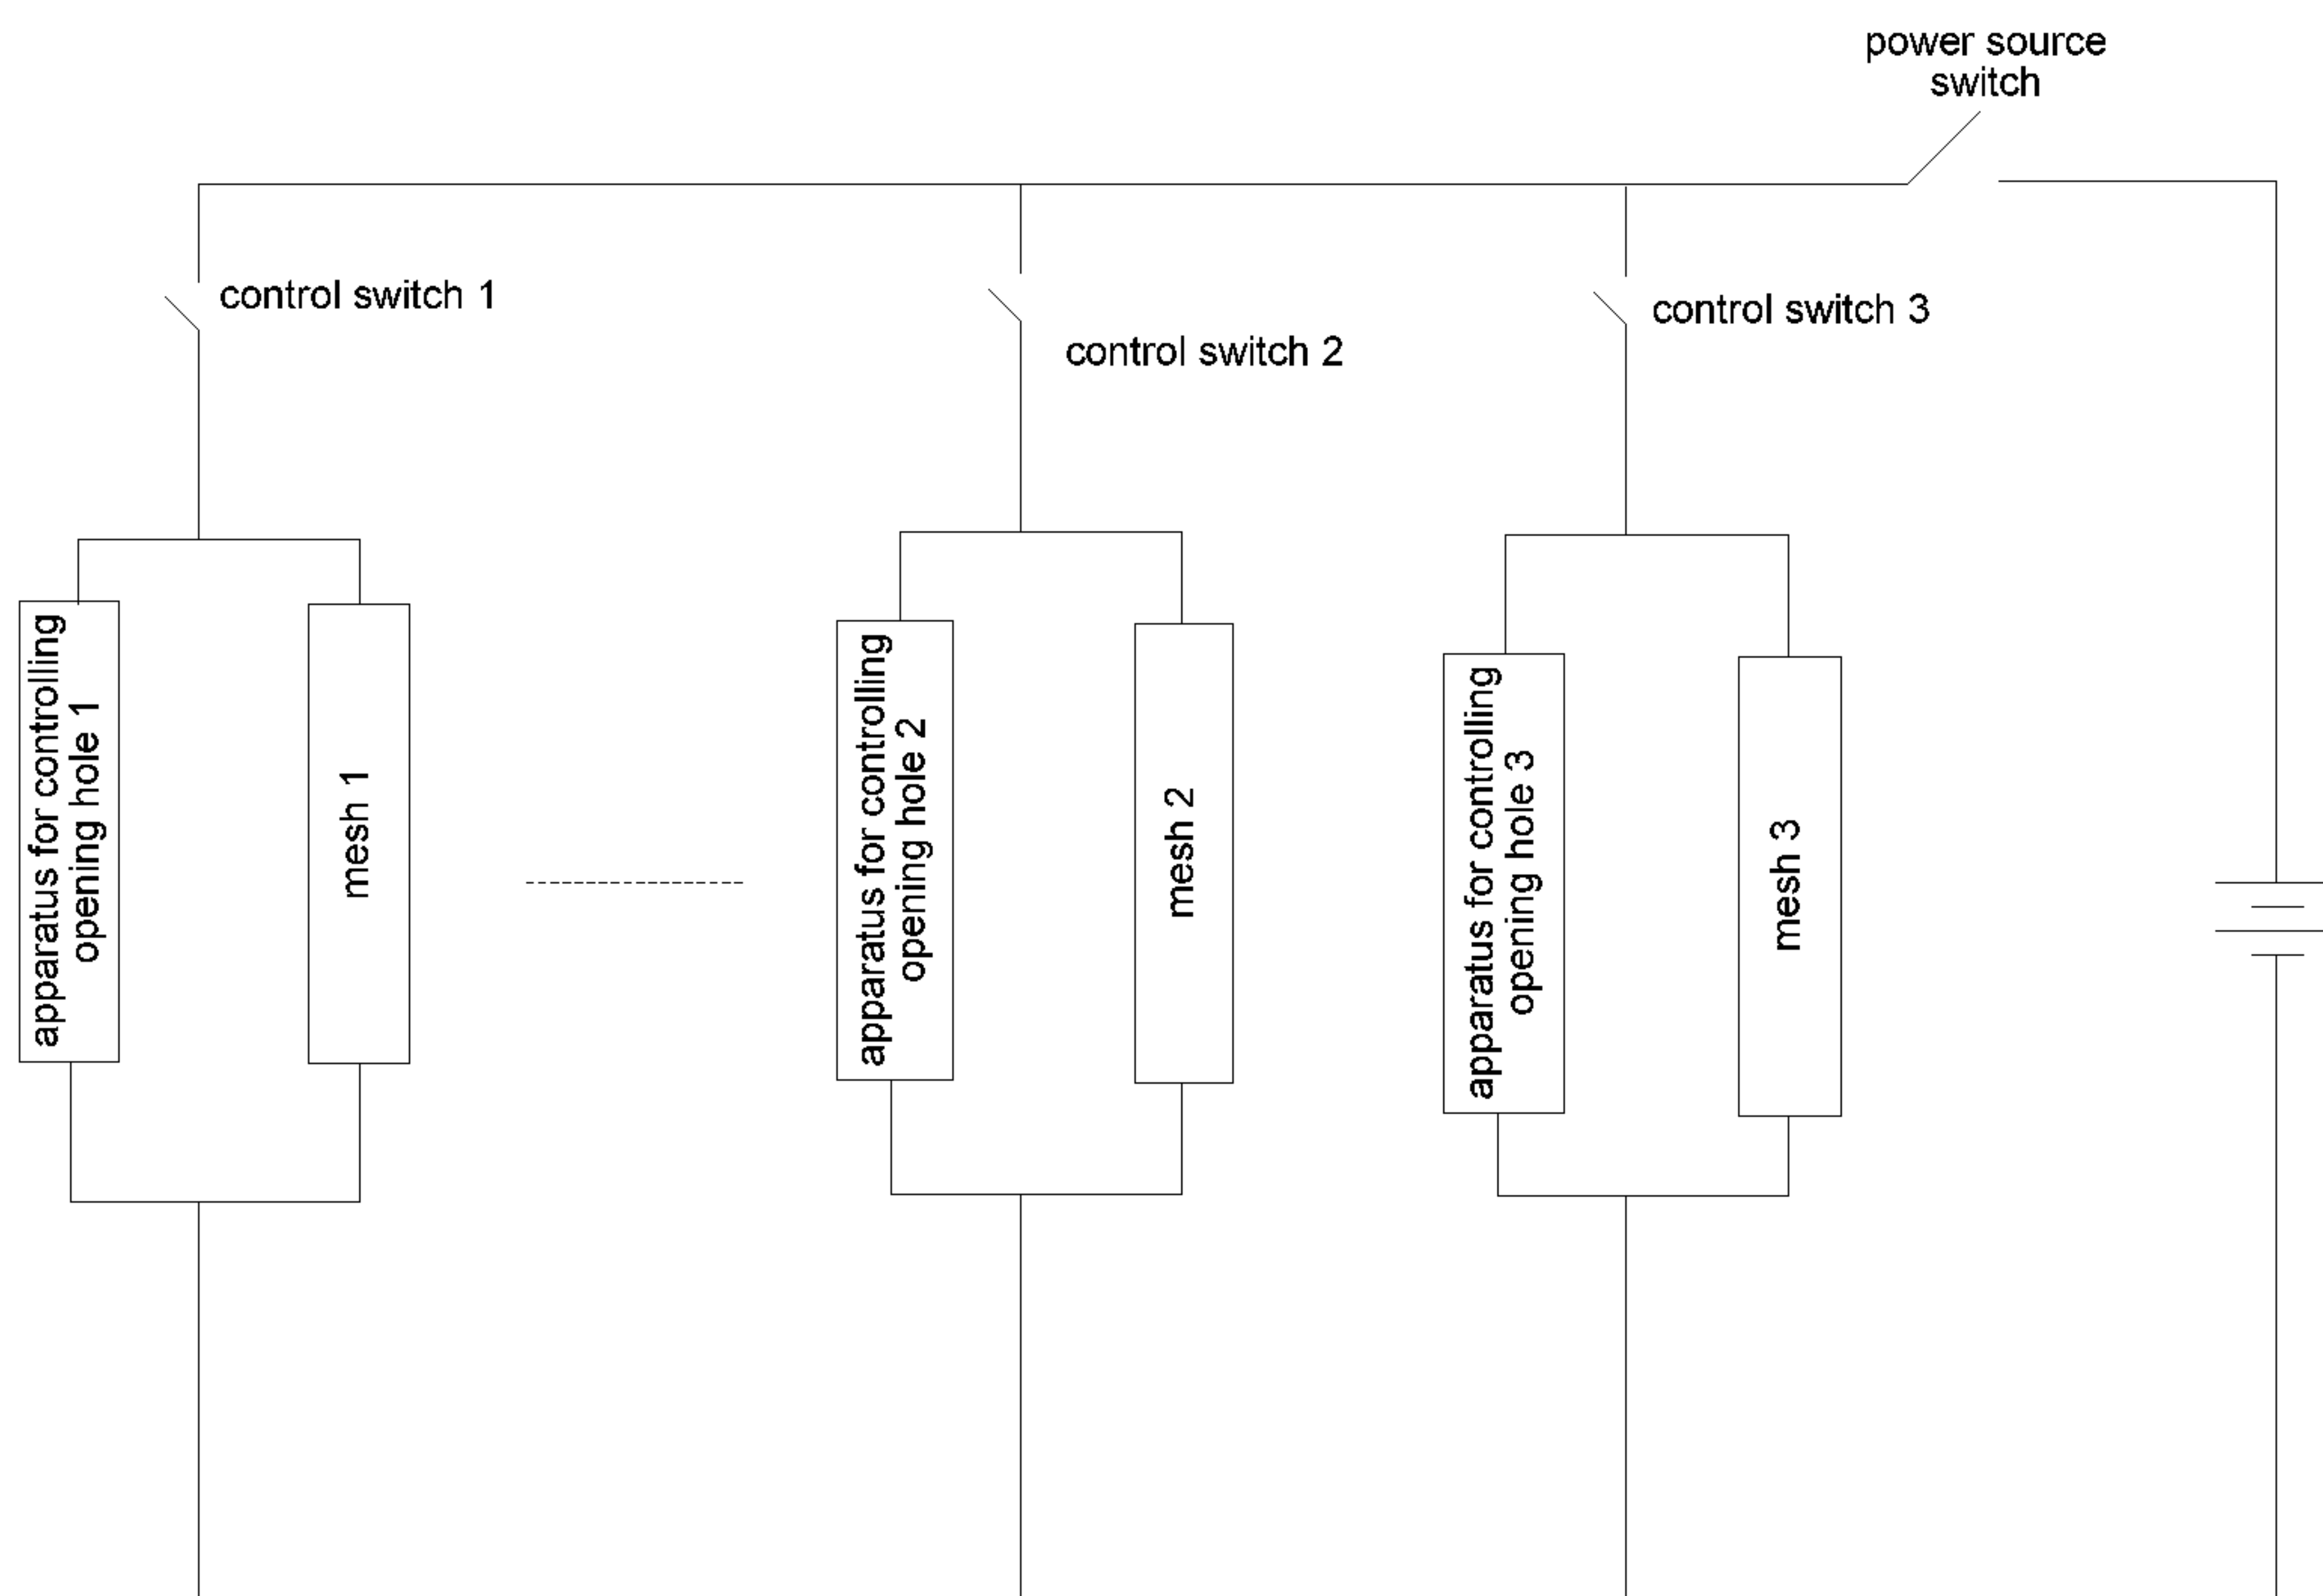 power source
switch
control switch 1
control switch 2
control switch 3
apparatus for controlling
opening hole 1
mesh 1
apparatus for controlling
opening hole 2
mesh 2
apparatus for controlling
opening hole 3
mesh 3